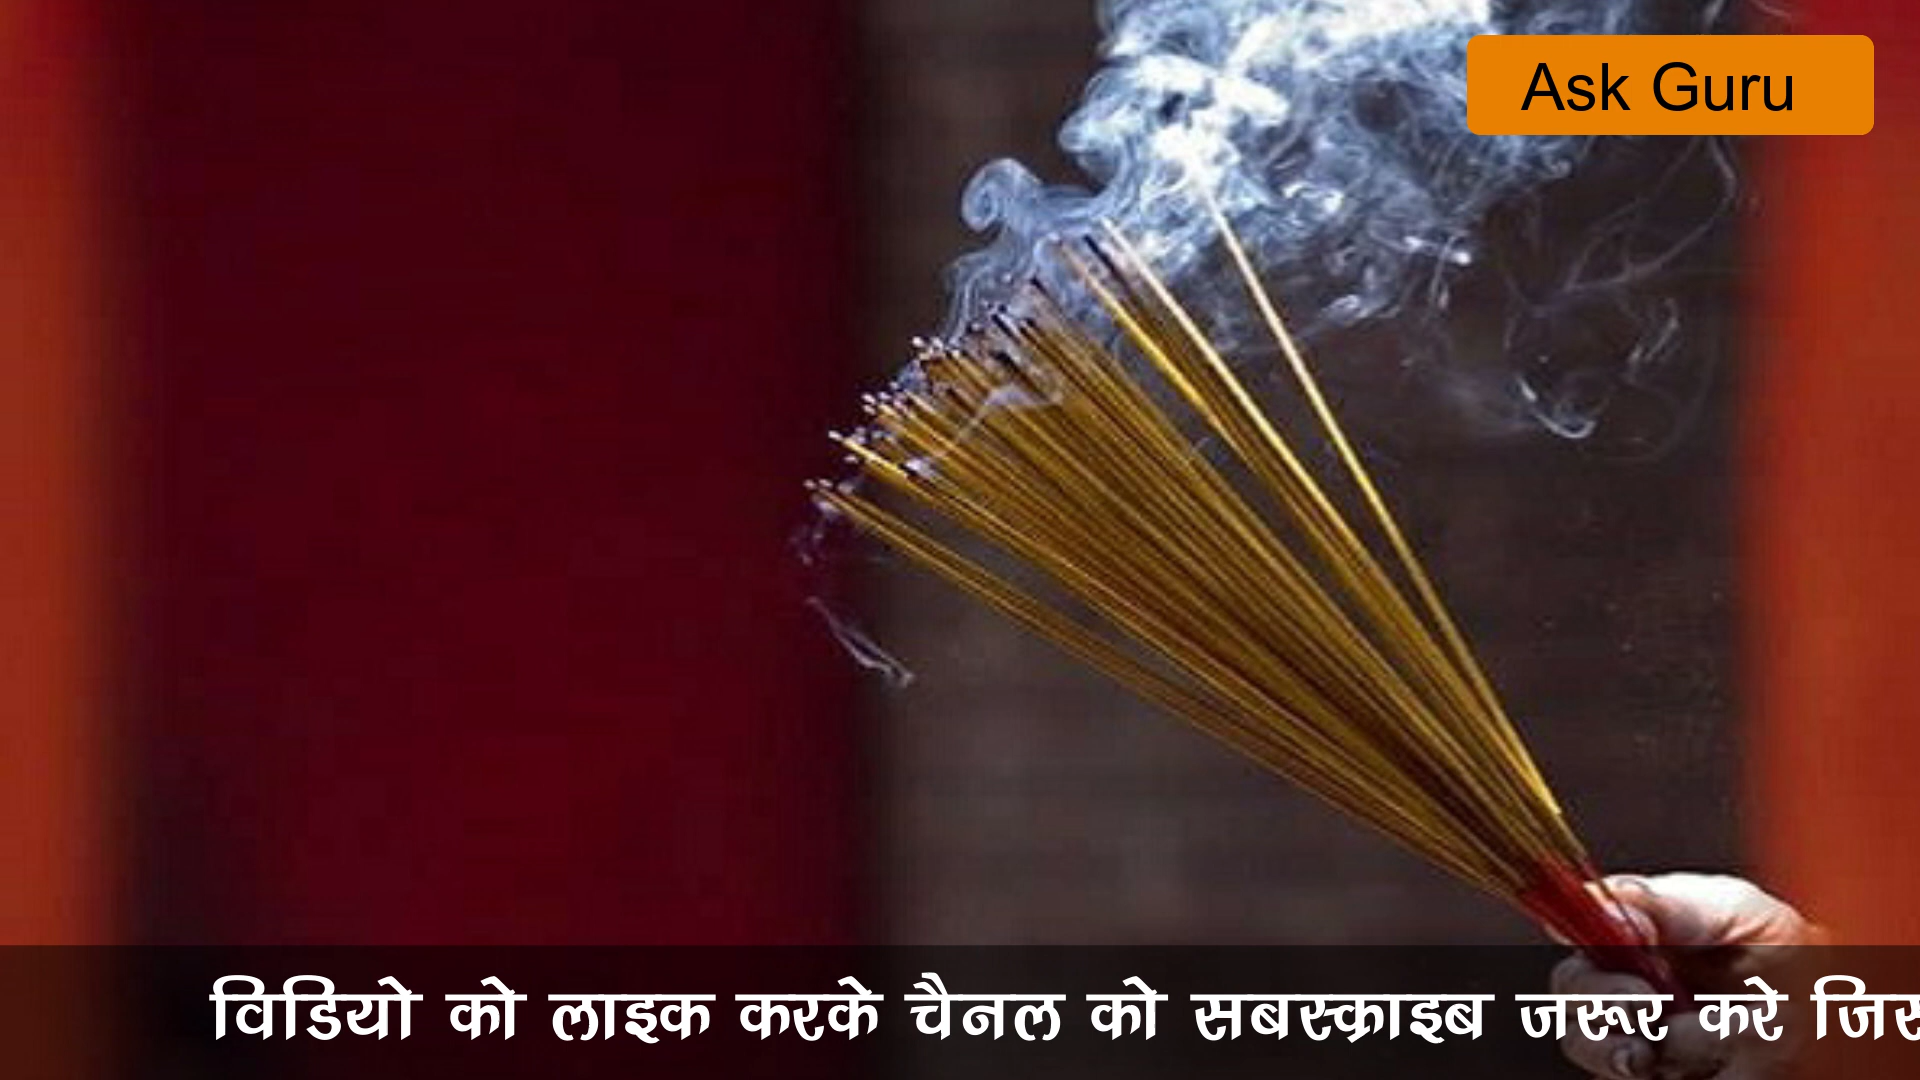 Ask Guru
विडियो को लाइक करके चैनल को सबस्क्राइब जरूर करे